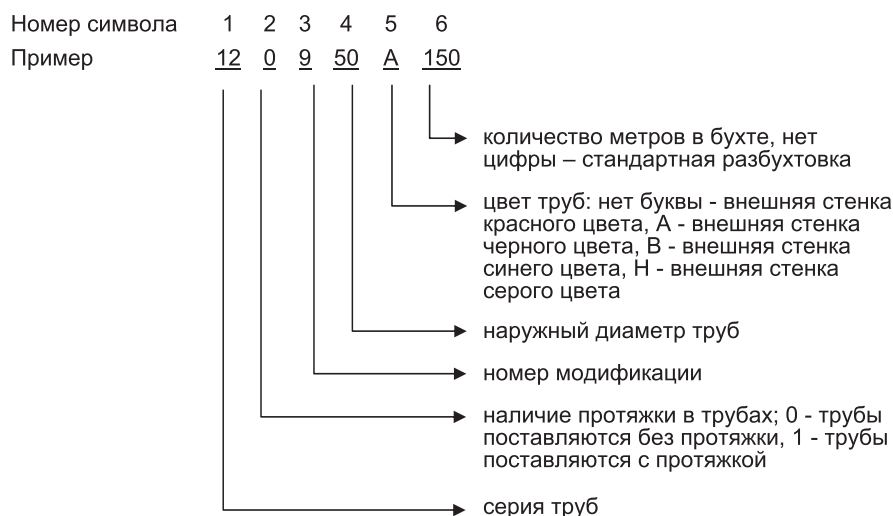 Номер символа 1 2 3 4 5 6
Пример 12 0 9 50 А 150
количество метров в бухте, нет
цифры – стандартная разбухтовка
цвет труб: нет буквы - внешняя стенка
красного цвета, А - внешняя стенка
черного цвета, В - внешняя стенка
синего цвета, Н - внешняя стенка
серого цвета
наружный диаметр труб
номер модификации
наличие протяжки в трубах; 0 - трубы
поставляются без протяжки, 1 - трубы
поставляются с протяжкой
серия труб